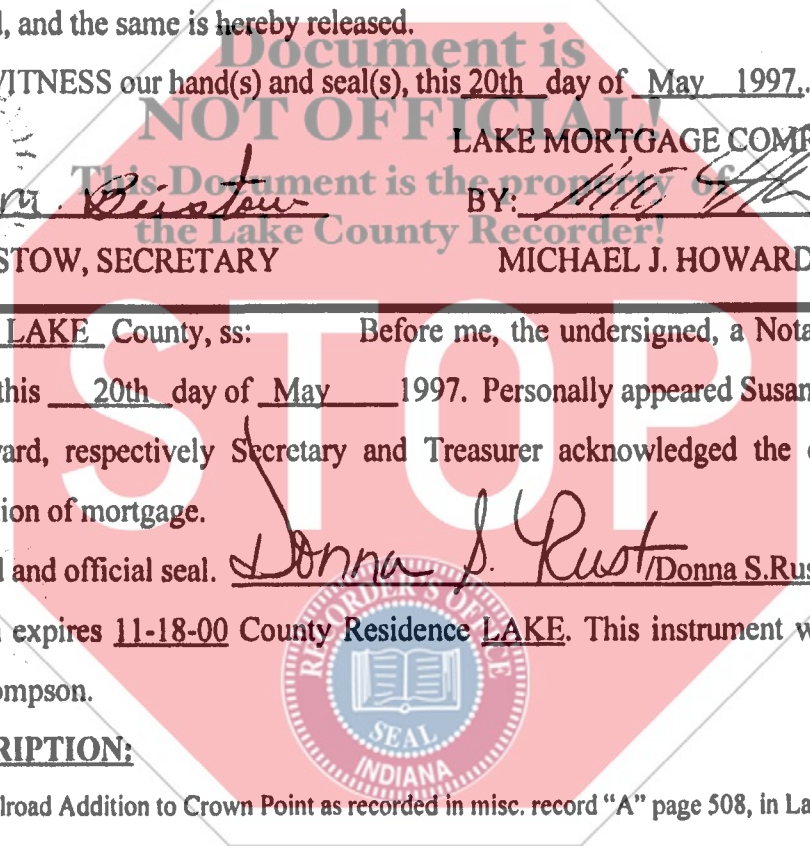 , and the same is hereby released.
Document is
WITNESS our hand(s) and seal(s), this 20th day of May 1997,.
NOT OFFICIAL!
LAKE MORTGAGE COMP
This Document is the property of
BY:
the Lake County Recorder!
STOW, SECRETARY MICHAEL J. HOWARD
STOP
LAKE County, ss: Before me, the undersigned, a Nota
this 20th day of May 1997. Personally appeared Susan
ard, respectively Secretary and Treasurer acknowledged the
ion of mortgage.
and official seal. Donna S. Rust/Donna S.Rus
expires 11-18-00 County Residence LAKE. This instrument w
ompson.
RECORDER'S OFFICE
SEAL
INDIANA
RIPTION:
lroad Addition to Crown Point as recorded in misc. record "A" page 508, in La